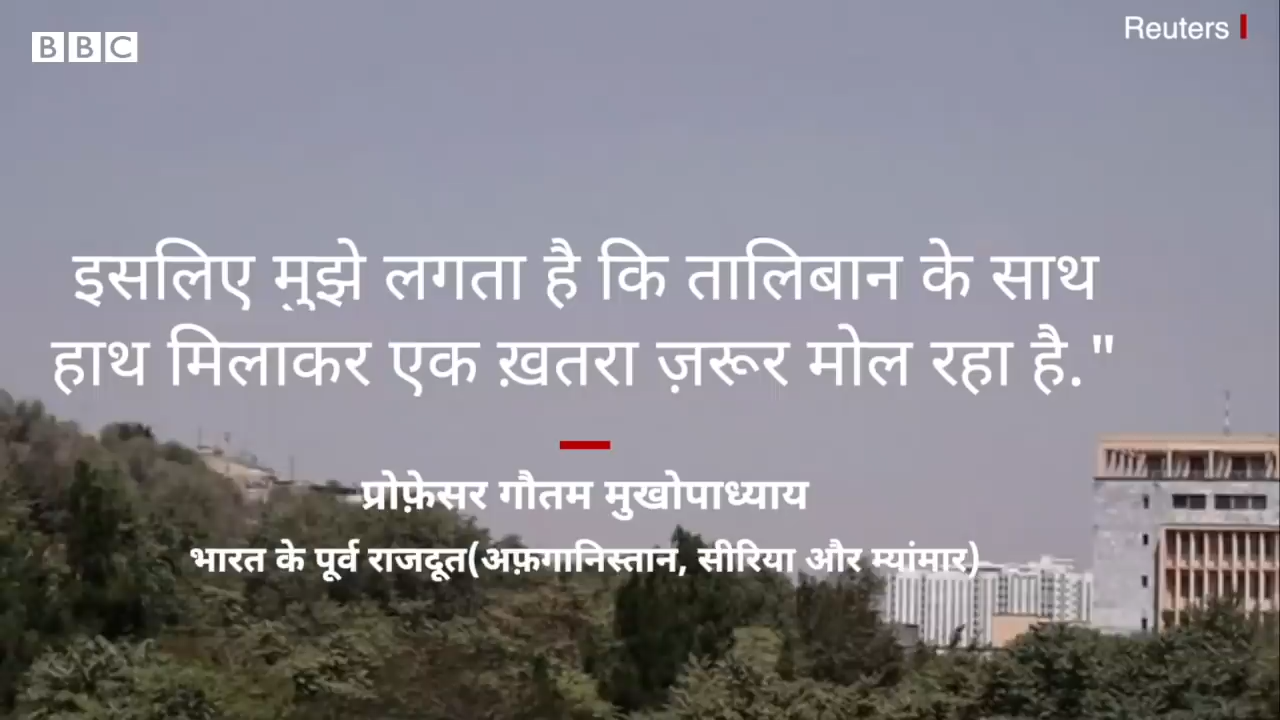 BBC
Reuters
इसलिए मुझे लगता है कि तालिबान के साथ
हाथ मिलाकर एक ख़तरा ज़रूर मोल रहा है."
प्रोफ़ेसर गौतम मुखोपाध्याय
भारत के पूर्व राजदूत(अफ़गानिस्तान, सीरिया और म्यांमार)